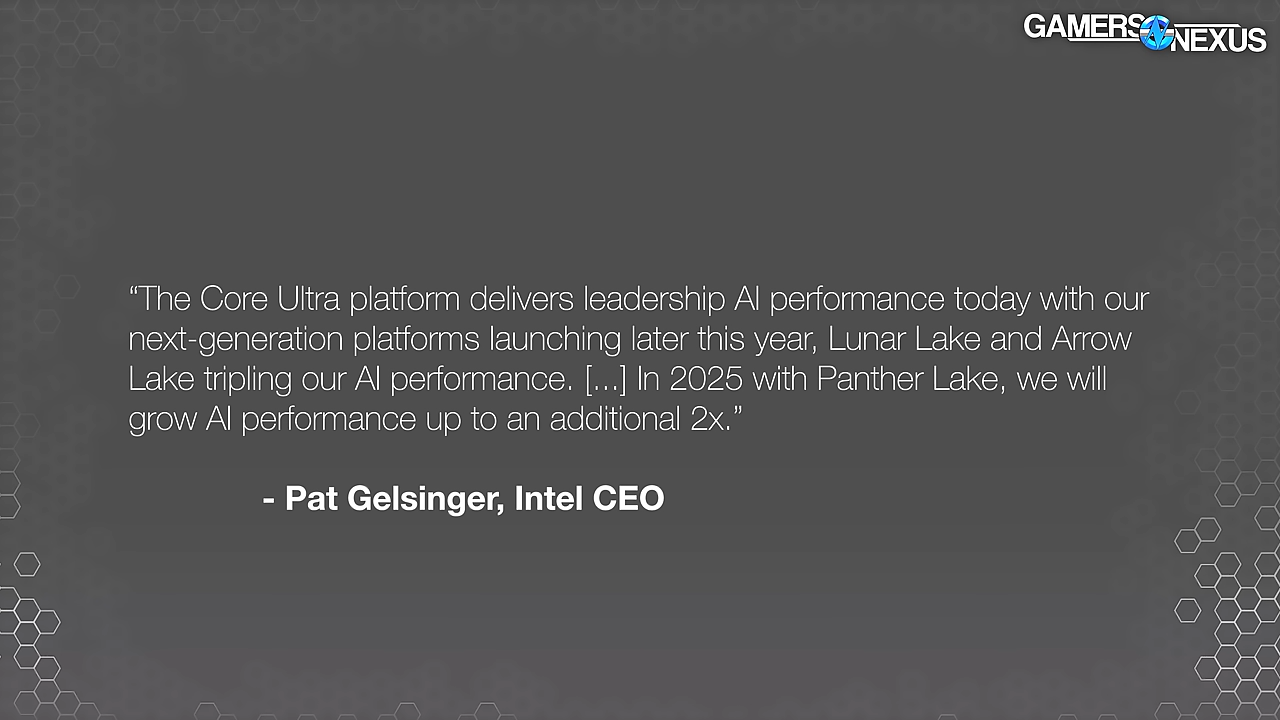 GAMERS NEXUS
“The Core Ultra platform delivers leadership AI performance today with our
next-generation platforms launching later this year, Lunar Lake and Arrow
Lake tripling our AI performance. [...] In 2025 with Panther Lake, we will
grow AI performance up to an additional 2x.”
- Pat Gelsinger, Intel CEO